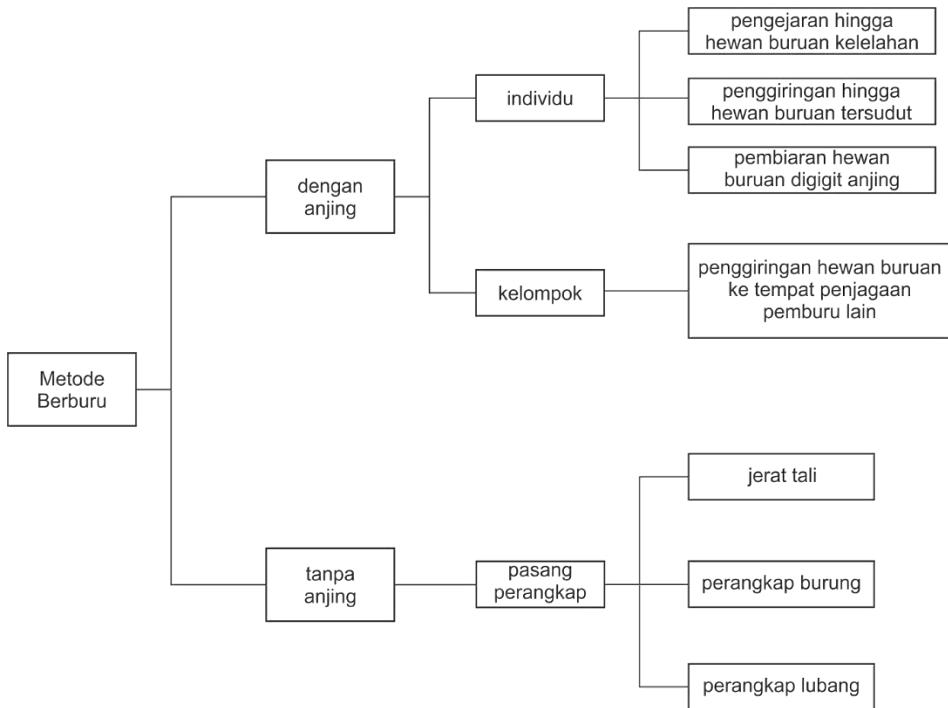 pengejaran hingga
hewan buruan kelelahan
individu
penggiringan hingga
hewan buruan tersudut
pembiaran hewan
buruan digigit anjing
dengan
anjing
kelompok
penggiringan hewan buruan
ke tempat penjagaan
pemburu lain
Metode
Berburu
jerat tali
tanpa
anjing
pasang
perangkap
perangkap burung
perangkap lubang